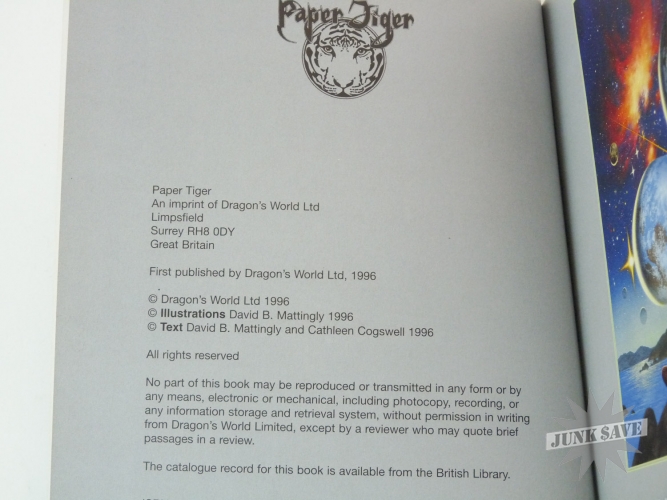 Paper Tiger
Paper Tiger
An imprint of Dragon's World Ltd
Limpsfield
Surrey RH8 0DY
Great Britain
First published by Dragon's World Ltd, 1996
© Dragon's World Ltd 1996
© Illustrations David B. Mattingly 1996
© Text David B. Mattingly and Cathleen Cogswell 1996
All rights reserved
No part of this book may be reproduced or transmitted in any form or by
any means, electronic or mechanical, including photocopy, recording, or
any information storage and retrieval system, without permission in writing
from Dragon's World Limited, except by a reviewer who may quote brief
passages in a review.
The catalogue record for this book is available from the British Library.
JUNK SAVE